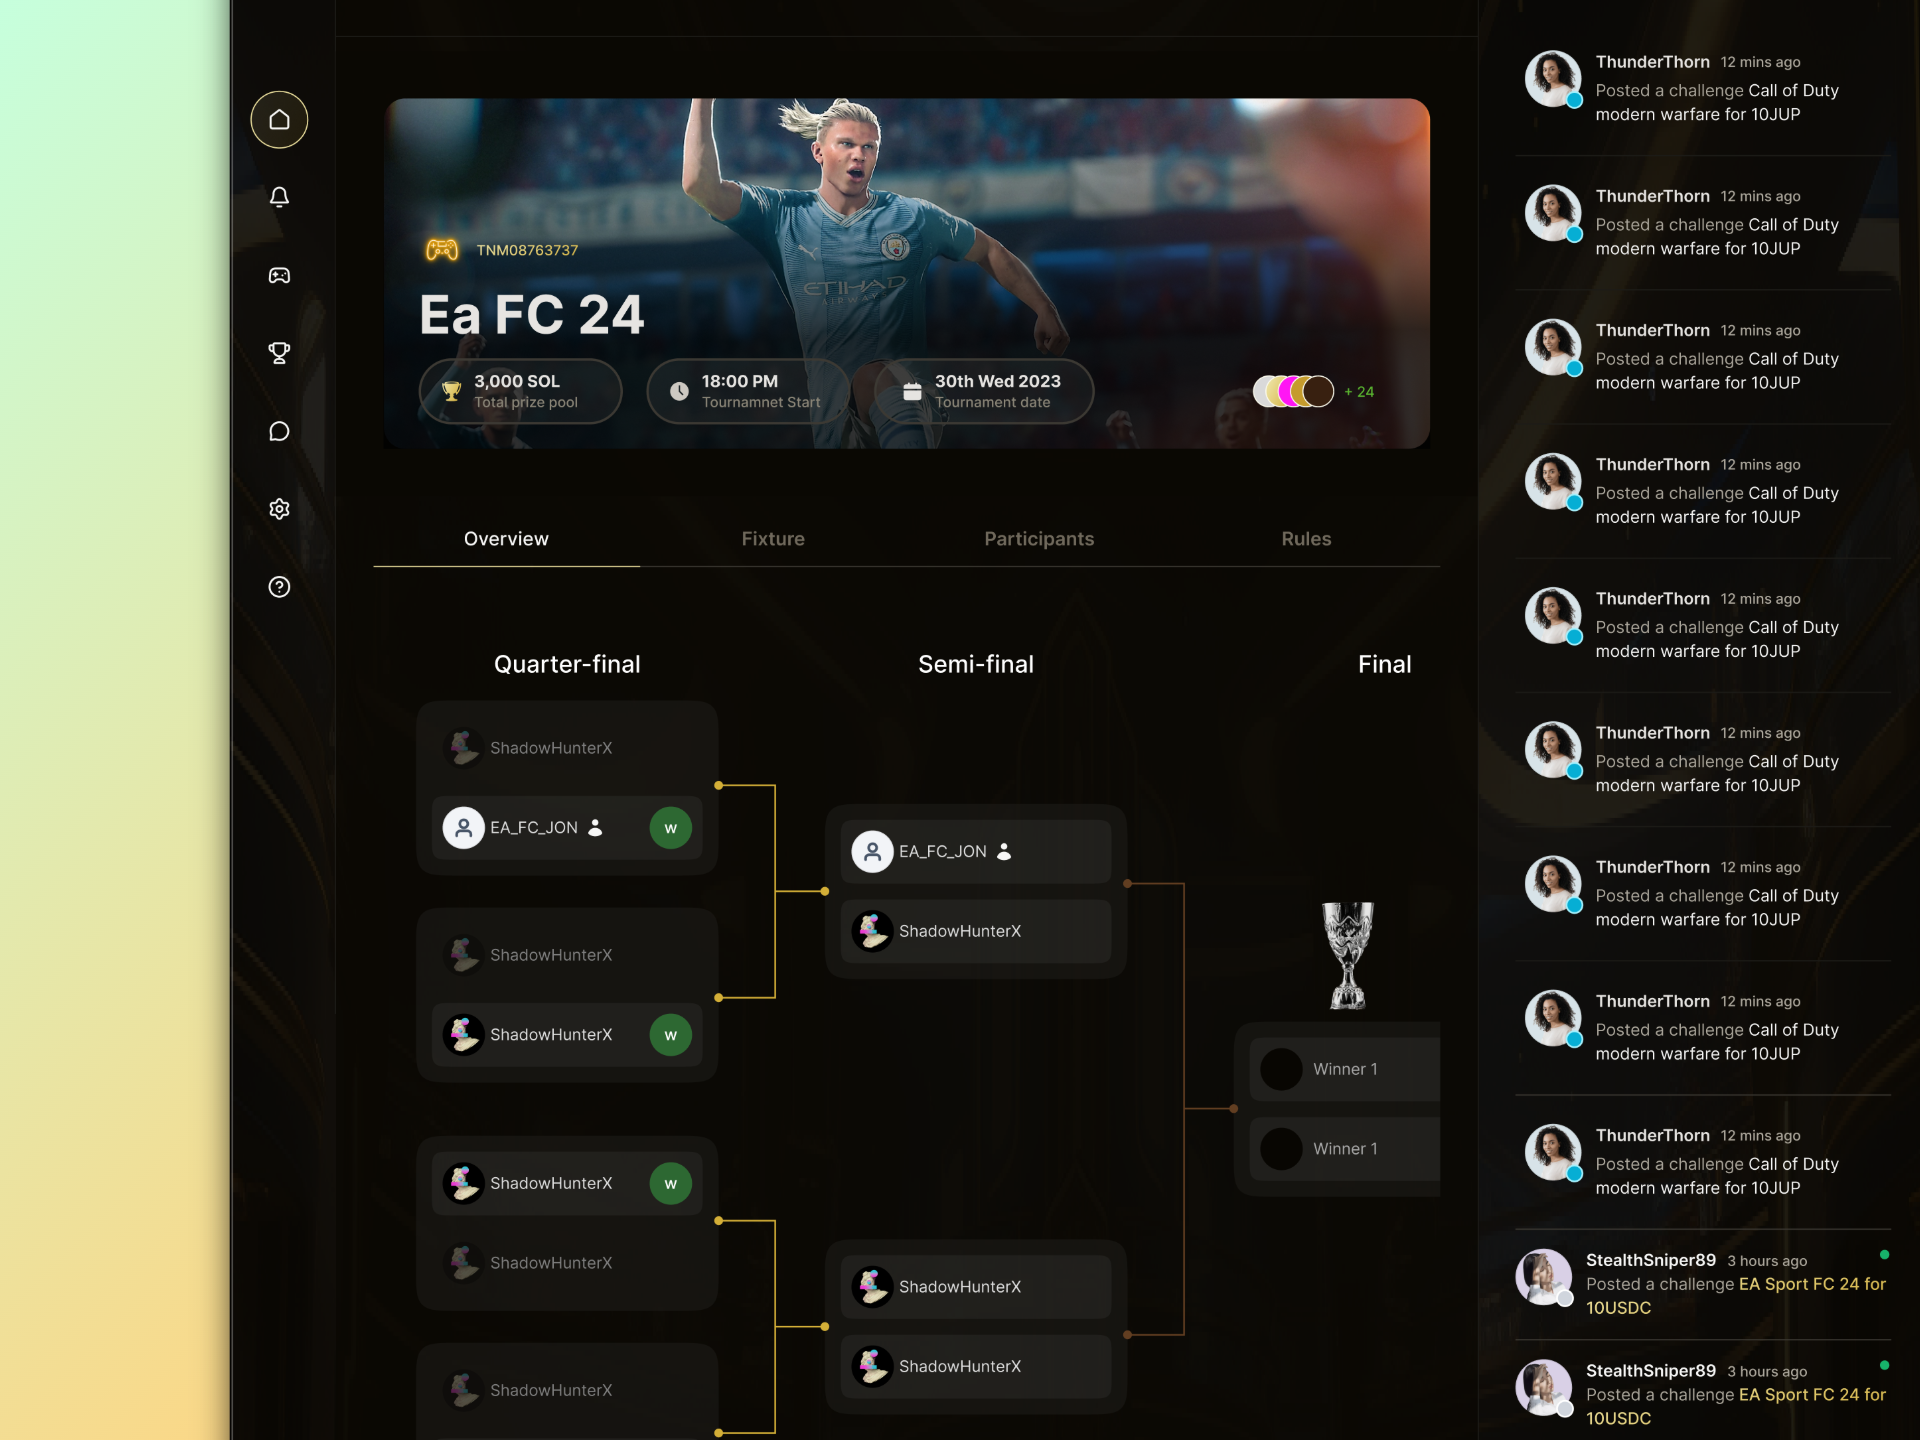 TNM08763737
Ea FC 24
3,000 SOL
Total prize pool
18:00 PM
Tournamnet Start
30th Wed 2023
Tournament date
+ 24
ETIHAD
AIRWAY
Overview
Fixture
Participants
Rules
Quarter-final
Semi-final
Final
ShadowHunterX
EA_FC_JON
W
ShadowHunterX
ShadowHunterX
W
ShadowHunterX
W
ShadowHunterX
ShadowHunterX
EA_FC_JON
ShadowHunterX
ShadowHunterX
ShadowHunterX
Winner 1
Winner 1
ThunderThorn 12 mins ago
Posted a challenge Call of Duty
modern warfare for 10JUP
ThunderThorn 12 mins ago
Posted a challenge Call of Duty
modern warfare for 10JUP
ThunderThorn 12 mins ago
Posted a challenge Call of Duty
modern warfare for 10JUP
ThunderThorn 12 mins ago
Posted a challenge Call of Duty
modern warfare for 10JUP
ThunderThorn 12 mins ago
Posted a challenge Call of Duty
modern warfare for 10JUP
ThunderThorn 12 mins ago
Posted a challenge Call of Duty
modern warfare for 10JUP
ThunderThorn 12 mins ago
Posted a challenge Call of Duty
modern warfare for 10JUP
ThunderThorn 12 mins ago
Posted a challenge Call of Duty
modern warfare for 10JUP
ThunderThorn 12 mins ago
Posted a challenge Call of Duty
modern warfare for 10JUP
StealthSniper89 3 hours ago
Posted a challenge EA Sport FC 24 for
10USDC
StealthSniper89 3 hours ago
Posted a challenge EA Sport FC 24 for
10USDC